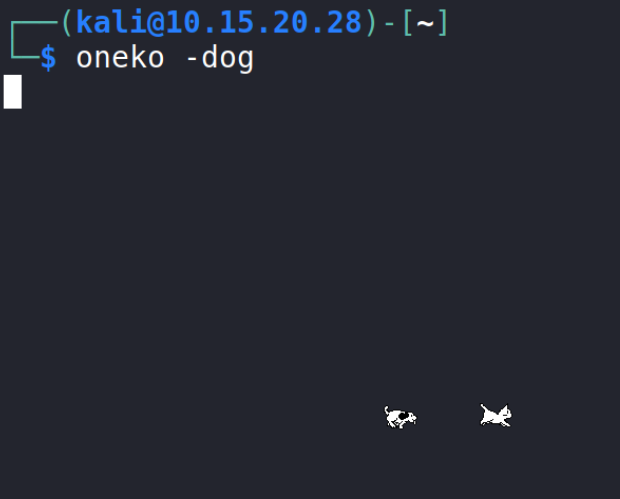 ┌──(kali@10.15.20.28)-[~]
└─$ oneko -dog